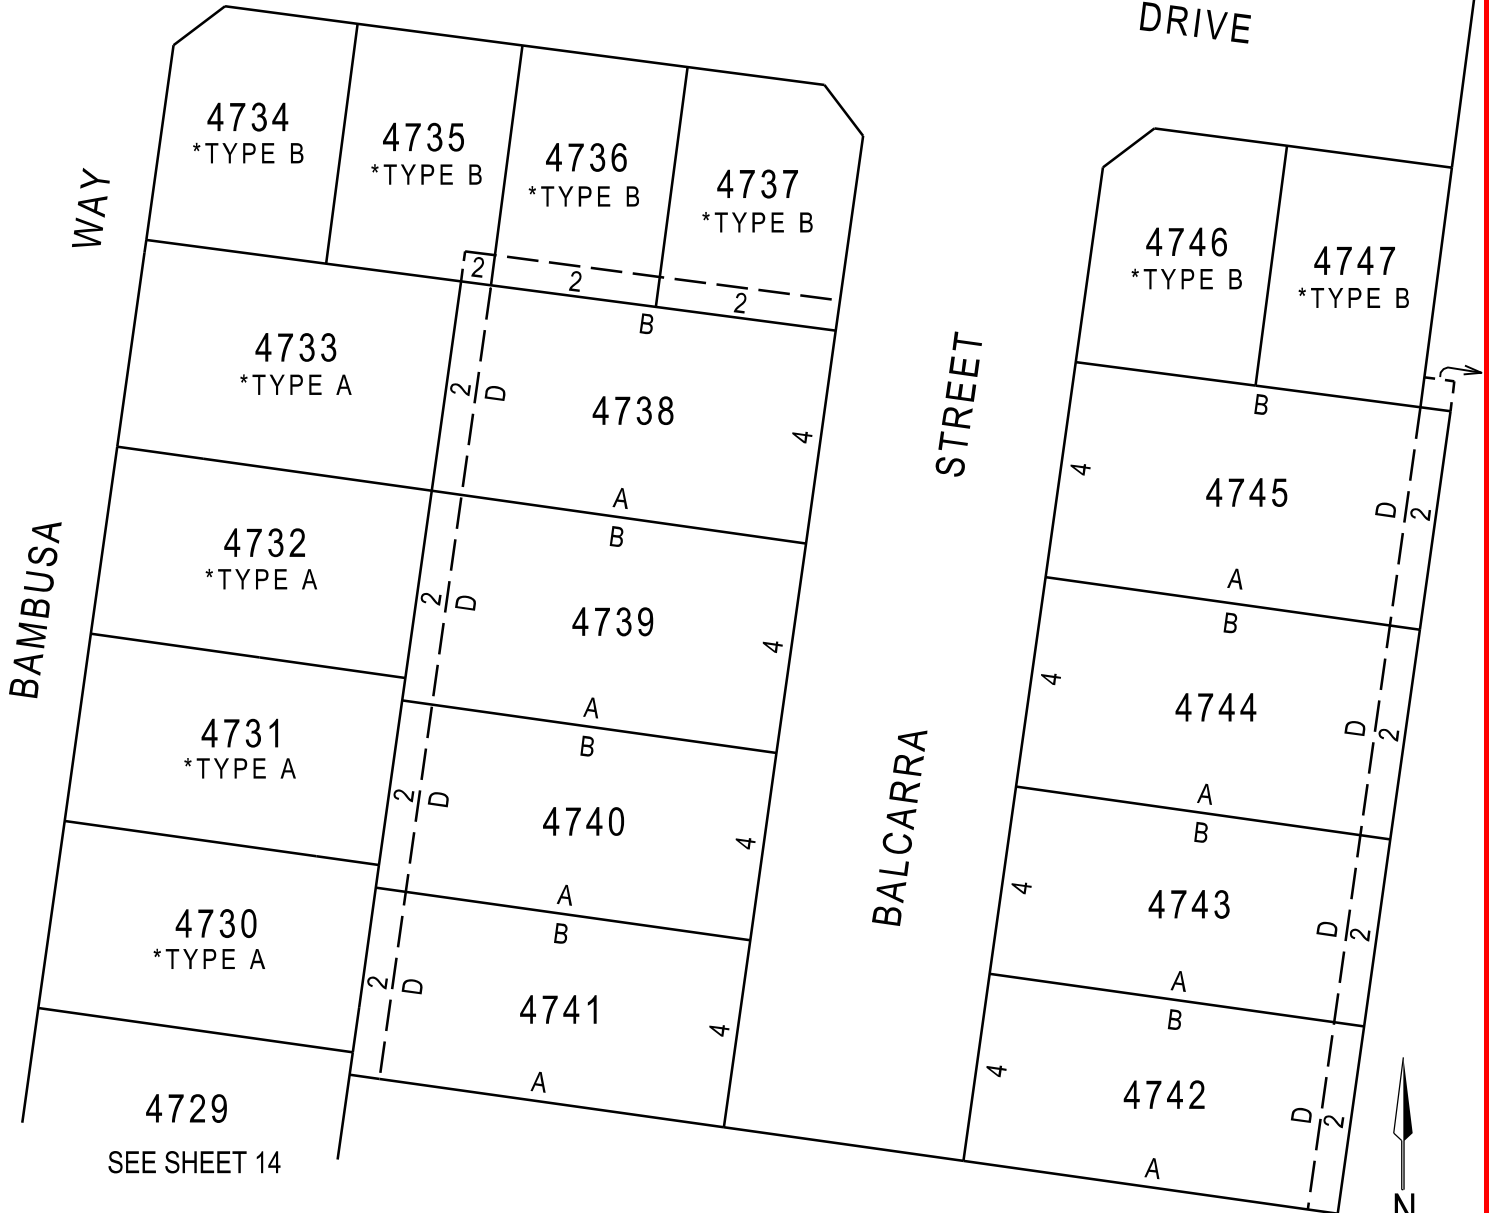 DRIVE
4734
*TYPE B
4735
*TYPE B
4736
*TYPE B
4737
*TYPE B
WAY
4746
*TYPE B
4747
*TYPE B
2
2
2
B
4733
*TYPE A
2
D
4738
4
STREET
B
4
4745
D
2
A
B
4732
*TYPE A
BAMBUSA
2
D
4739
4
A
B
4
4744
D
2
A
B
4731
*TYPE A
2
D
4740
4
BALCARRA
A
B
4
4743
D
2
A
B
4730
*TYPE A
2
D
4741
4
A
A
B
4
4742
D
2
A
4729
SEE SHEET 14
N